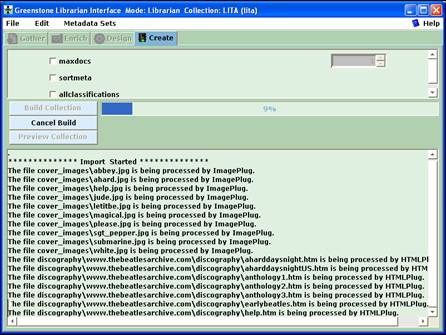 Greenstone Librarian Interface  Mode: Librarian  Collection: LITA (lita)
File Edit Metadata Sets Help
Gather Enrich Design Create
maxdocs
sortmeta
allclassifications
Build Collection 9%
Cancel Build
Preview Collection
************** Import Started **************
The file cover_images\abbey.jpg is being processed by ImagePlug.
The file cover_images\ahard.jpg is being processed by ImagePlug.
The file cover_images\help.jpg is being processed by ImagePlug.
The file cover_images\jude.jpg is being processed by ImagePlug.
The file cover_images\letitbe.jpg is being processed by ImagePlug.
The file cover_images\magical.jpg is being processed by ImagePlug.
The file cover_images\please.jpg is being processed by ImagePlug.
The file cover_images\sgt_pepper.jpg is being processed by ImagePlug.
The file cover_images\submarine.jpg is being processed by ImagePlug.
The file cover_images\white.jpg is being processed by ImagePlug.
The file discography\www.thebeatlesarchive.com\discography\aharddaysnight.htm is being processed by HTMLPl
The file discography\www.thebeatlesarchive.com\discography\aharddaysnightUS.htm is being processed by HTM
The file discography\www.thebeatlesarchive.com\discography\anthology1.htm is being processed by HTMLPlug.
The file discography\www.thebeatlesarchive.com\discography\anthology2.htm is being processed by HTMLPlug.
The file discography\www.thebeatlesarchive.com\discography\anthology3.htm is being processed by HTMLPlug.
The file discography\www.thebeatlesarchive.com\discography\earlybeatles.htm is being processed by HTMLPlug.
The file discography\www.thebeatlesarchive.com\discography\help.htm is being processed by HTMLPlug.